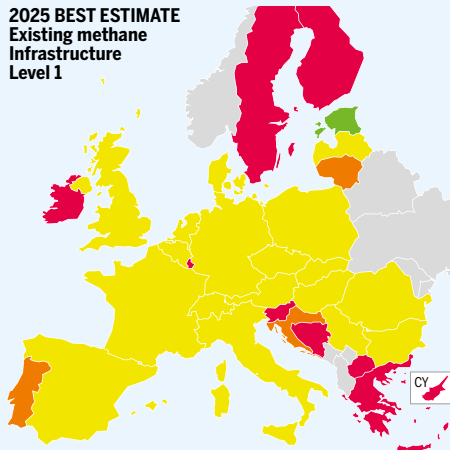 2025 BEST ESTIMATE
Existing methane
Infrastructure
Level 1
CY